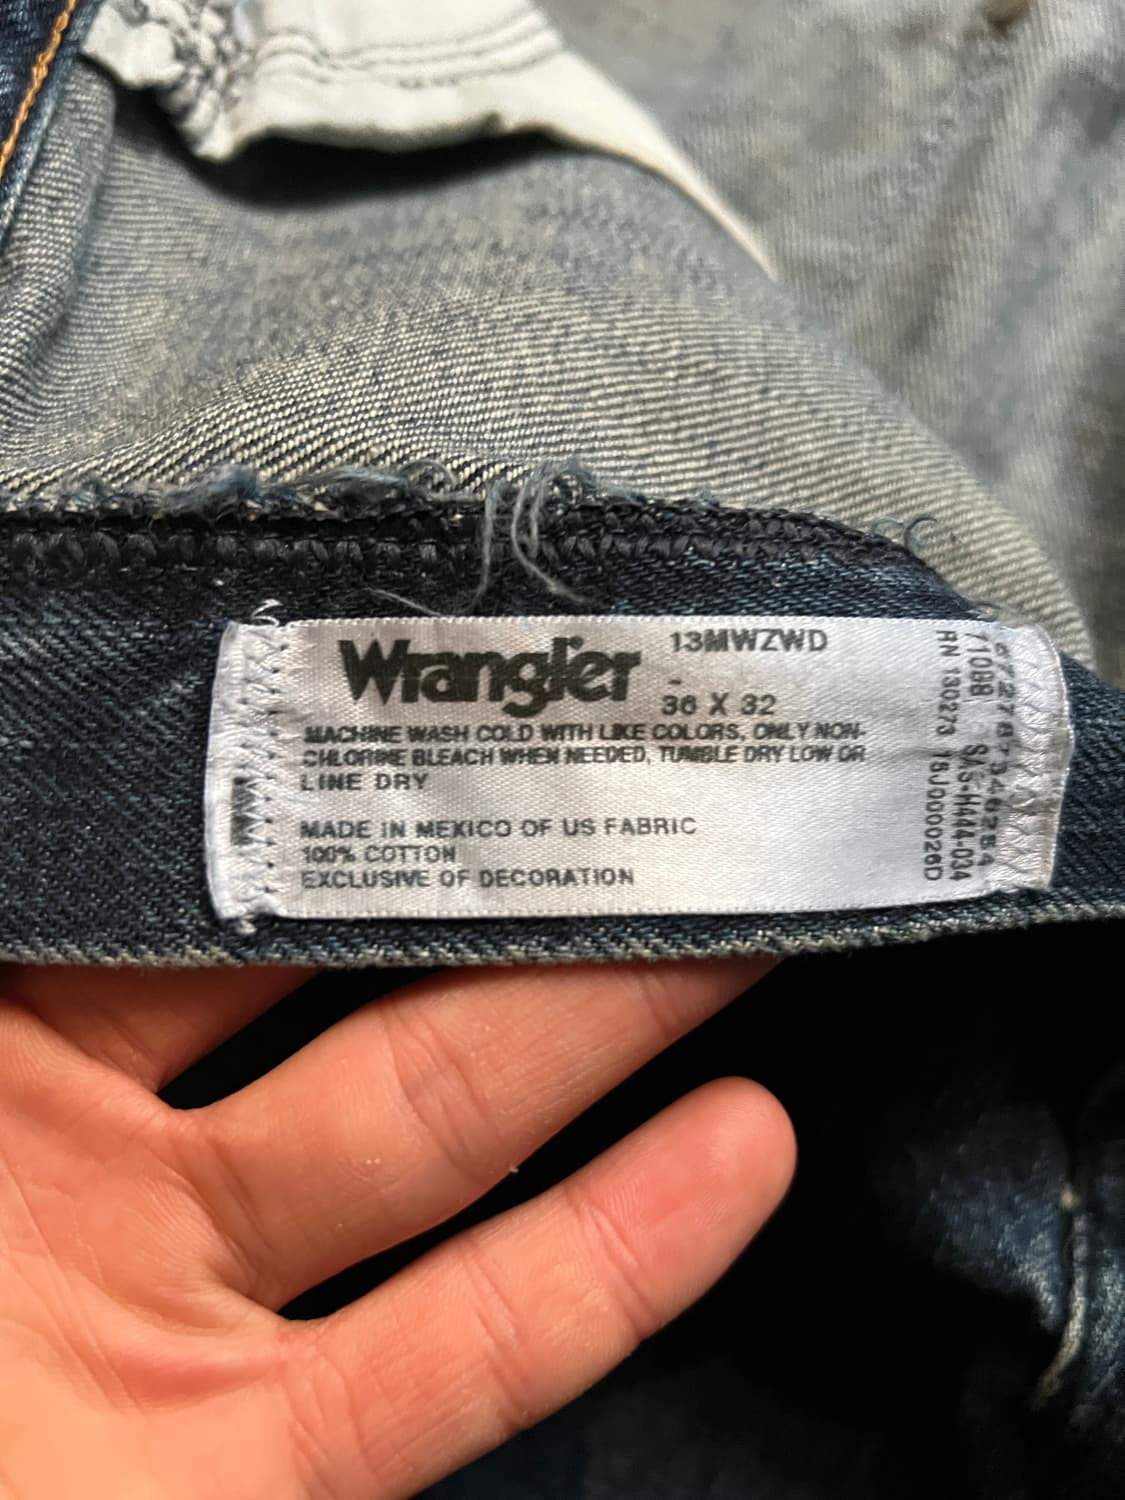 Wrangler
13MWZWD
-
36 X 32
MACHINE WASH COLD WITH LIKE COLORS, ONLY NON-
CHLORINE BLEACH WHEN NEEDED, TUMBLE DRY LOW OR
LINE DRY
MADE IN MEXICO OF US FABRIC
100% COTTON
EXCLUSIVE OF DECORATION
71088
RN 130273